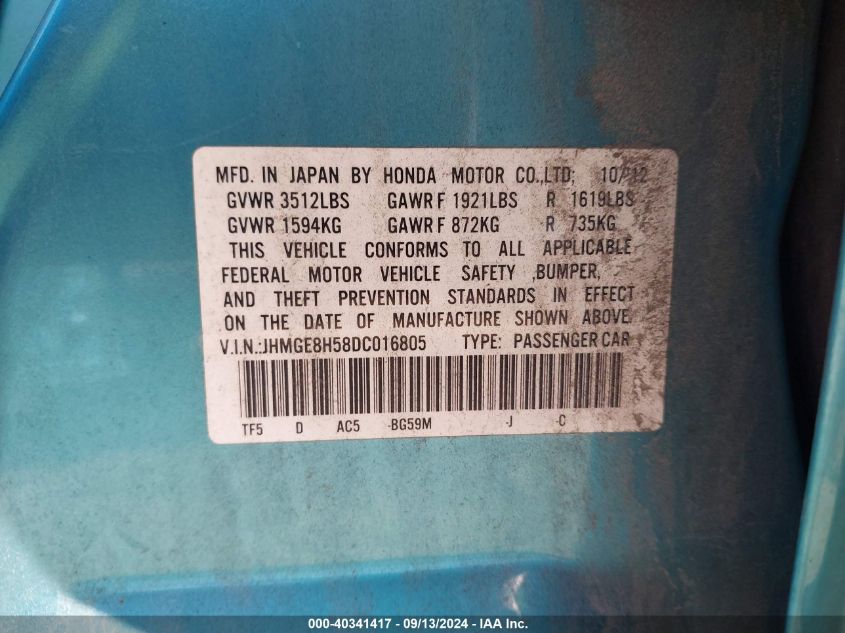 MFD. IN JAPAN BY HONDA MOTOR CO.,LTD; 10/12
GVWR 3512LBS GAWR F 1921LBS R 1619LBS
GVWR 1594KG GAWR F 872KG R 735KG
THIS VEHICLE CONFORMS TO ALL APPLICABLE
FEDERAL MOTOR VEHICLE SAFETY ,BUMPER,
AND THEFT PREVENTION STANDARDS IN EFFECT
ON THE DATE OF MANUFACTURE SHOWN ABOVE.
V.I.N.:JHMGE8H58DC016805 TYPE: PASSENGER CAR
TF5 D AC5 -BG59M -J -C
000-40341417 - 09/13/2024 - IAA Inc.